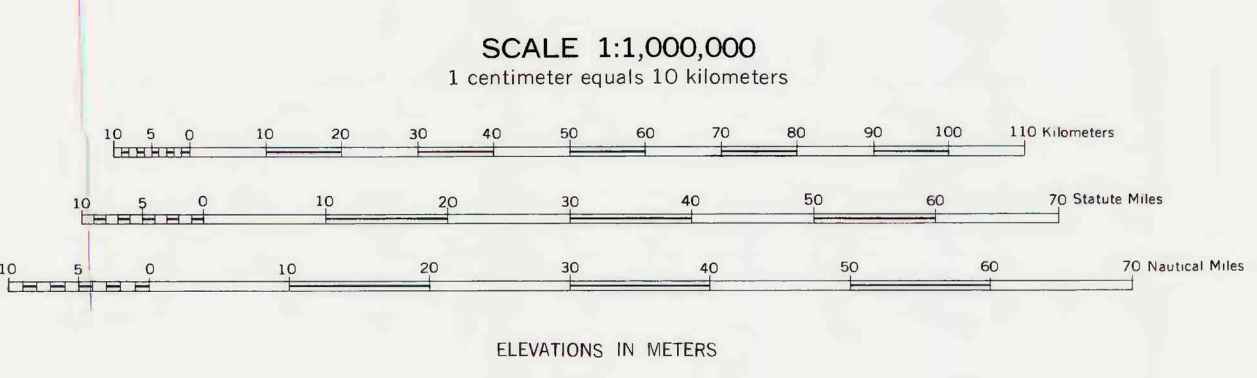 SCALE 1:1,000,000
1 centimeter equals 10 kilometers
10 5 0 10 20 30 40 50 60 70 80 90 100 110 Kilometers
10 5 0 10 20 30 40 50 60 70 Statute Miles
10 5 0 10 20 30 40 50 60 70 Nautical Miles
ELEVATIONS IN METERS